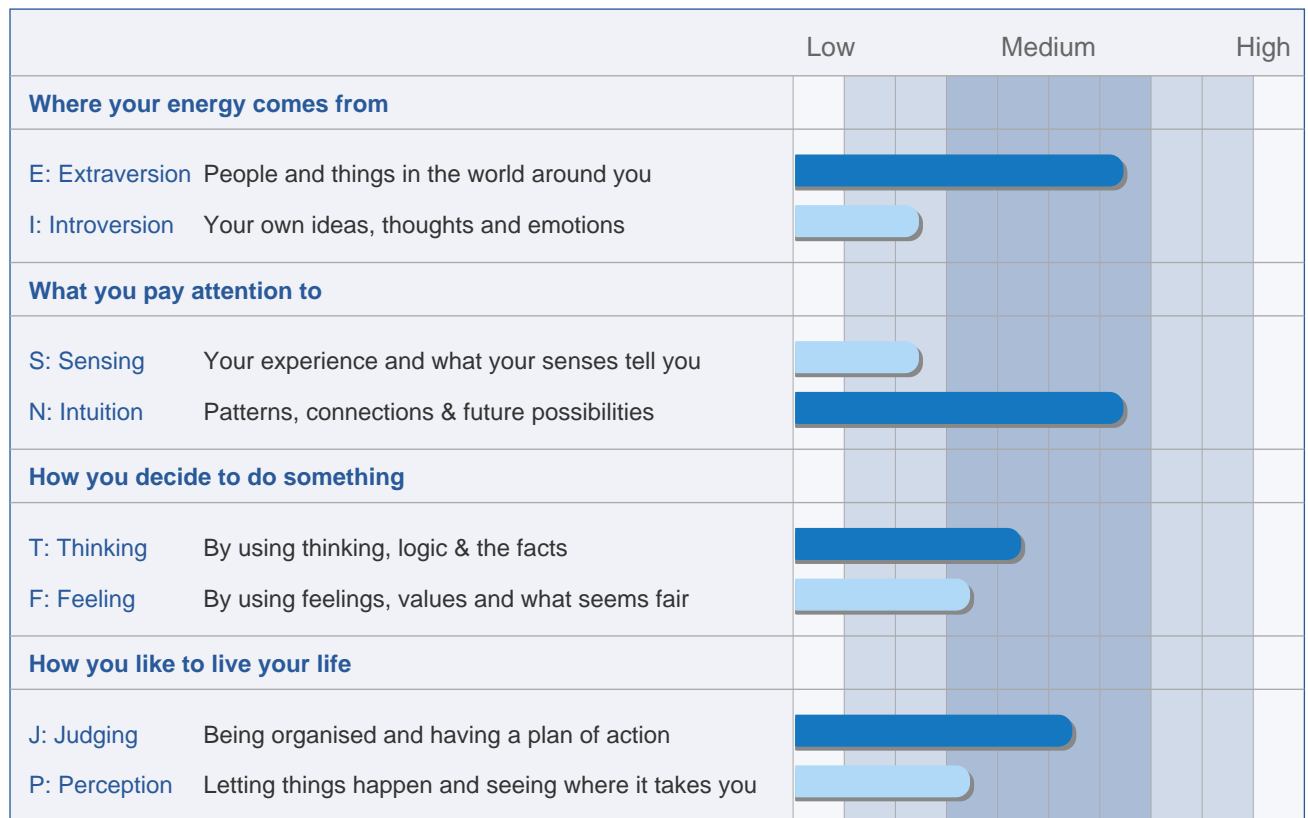 Low Medium High
Where your energy comes from
E: Extraversion People and things in the world around you
I: Introversion Your own ideas, thoughts and emotions
What you pay attention to
S: Sensing Your experience and what your senses tell you
N: Intuition Patterns, connections & future possibilities
How you decide to do something
T: Thinking By using thinking, logic & the facts
F: Feeling By using feelings, values and what seems fair
How you like to live your life
J: Judging Being organised and having a plan of action
P: Perception Letting things happen and seeing where it takes you